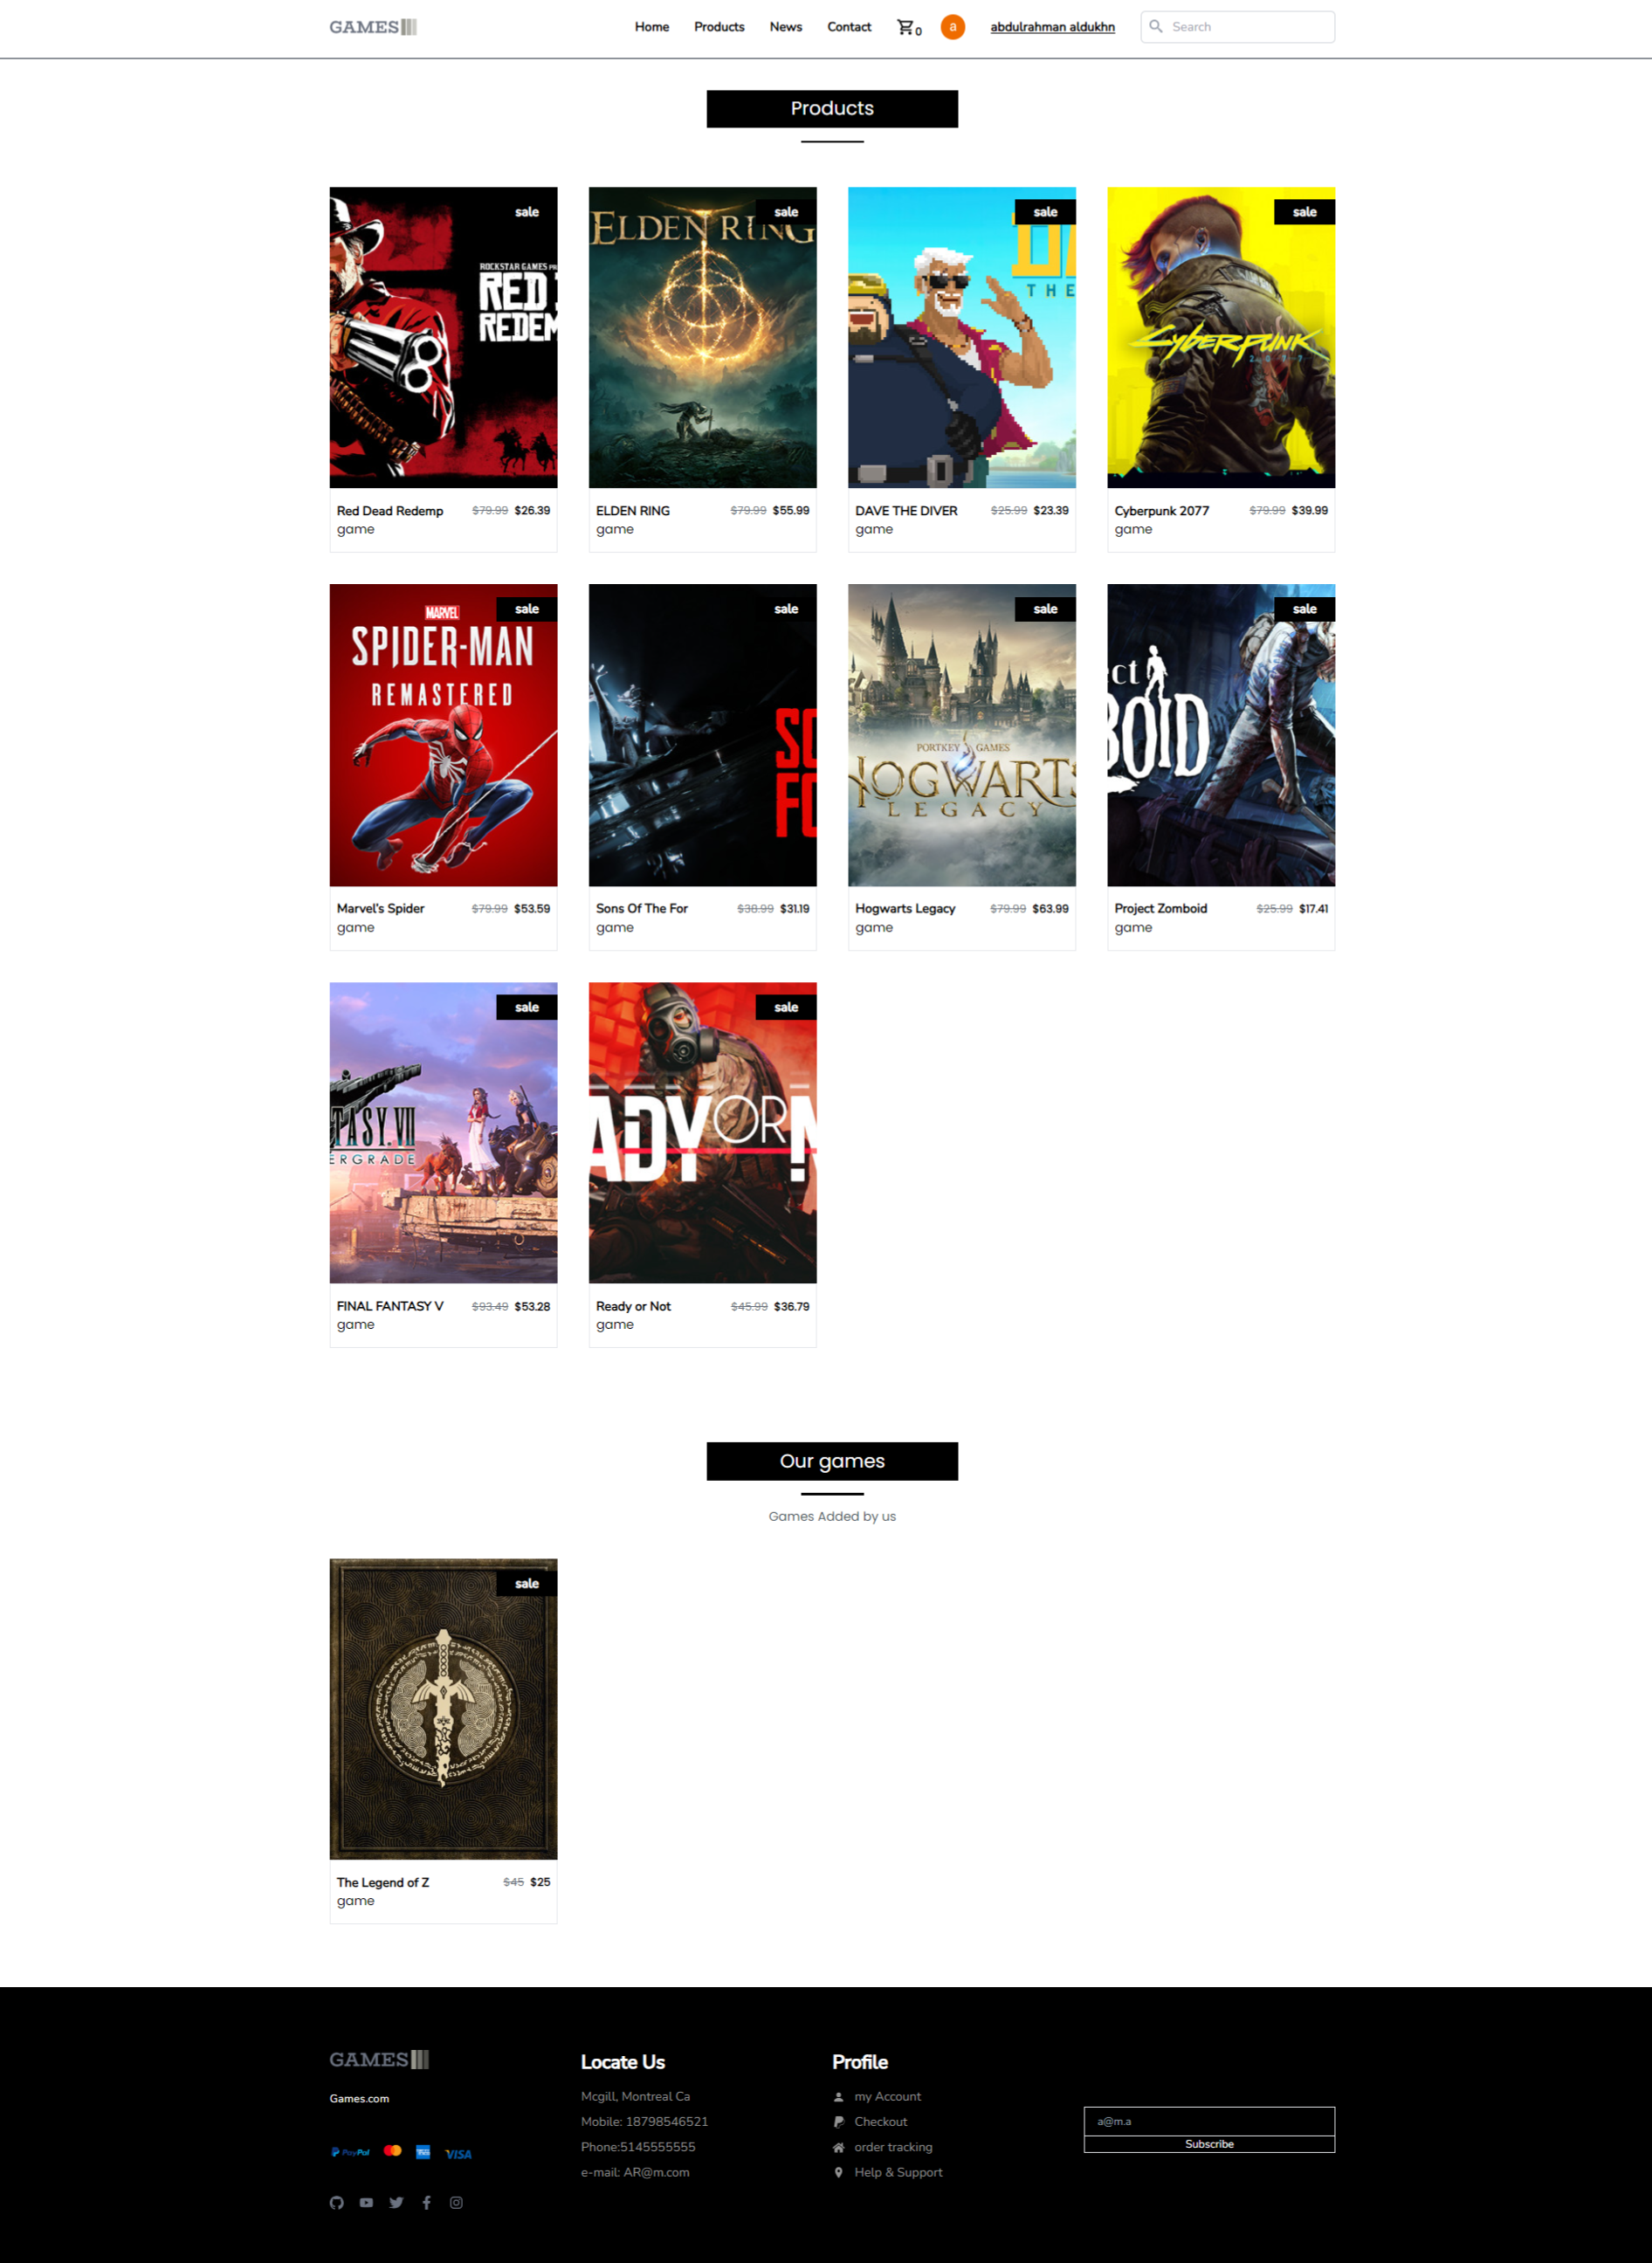 GAMES
Home Products News Contact 0 a abdulrahman aldukhn Search
Products
sale
ROCKSTAR GAMES PR
RED
REDEM
Red Dead Redemp $79.99 $26.39
game
sale
ELDEN RING
ELDEN RING $79.99 $55.99
game
sale
THE
DAVE THE DIVER $25.99 $23.39
game
sale
Cyberpunk
2077
Cyberpunk 2077 $79.99 $39.99
game
sale
MARVEL
SPIDER-MAN
REMASTERED
Marvel's Spider $79.99 $53.59
game
sale
SO
FO
Sons Of The For $38.99 $31.19
game
sale
PORTKEY GAMES
HOGWARTS
LEGACY
Hogwarts Legacy $79.99 $63.99
game
sale
ct
BOID
Project Zomboid $25.99 $17.41
game
sale
TASY VII
ERGRADE
FINAL FANTASY V $93.49 $53.28
game
sale
ADY OR N
Ready or Not $45.99 $36.79
game
Our games
Games Added by us
sale
The Legend of Z $45 $25
game
GAMES
Games.com
PayPal VISA
Locate Us
Mcgill, Montreal Ca
Mobile: 18798546521
Phone:5145555555
e-mail: AR@m.com
Profile
my Account
Checkout
order tracking
Help & Support
a@m.a
Subscribe